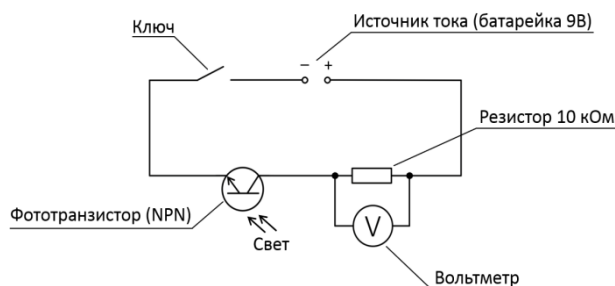 Источник тока (батарейка 9В)
Ключ
− +
Резистор 10 кОм
Фототранзистор (NPN)
Свет
V
Вольтметр